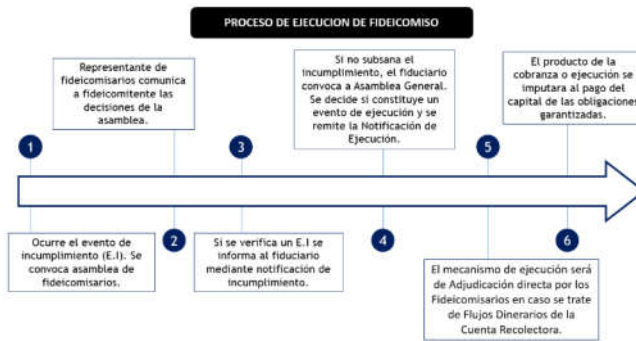 PROCESO DE EJECUCION DE FIDEICOMISO
Representante de
fideicomisarios comunica
a fideicomitente las
decisiones de la
asamblea.
Si no subsana el
incumplimiento, el fiduciario
convoca a Asamblea General.
Se decide si constituye un
evento de ejecución y se
remite la Notificación de
Ejecución.
El producto de la
cobranza o ejecución se
imputara al pago del
capital de las obligaciones
garantizadas.
1
3
5
2
4
6
Ocurre el evento de
incumplimiento (E.I). Se
convoca asamblea de
fideicomisarios.
Si se verifica un E.I se
informa al fiduciario
mediante notificación de
incumplimiento.
El mecanismo de ejecución será
de Adjudicación directa por los
Fideicomisarios en caso se trate
de Flujos Dinerarios de la
Cuenta Recolectora.